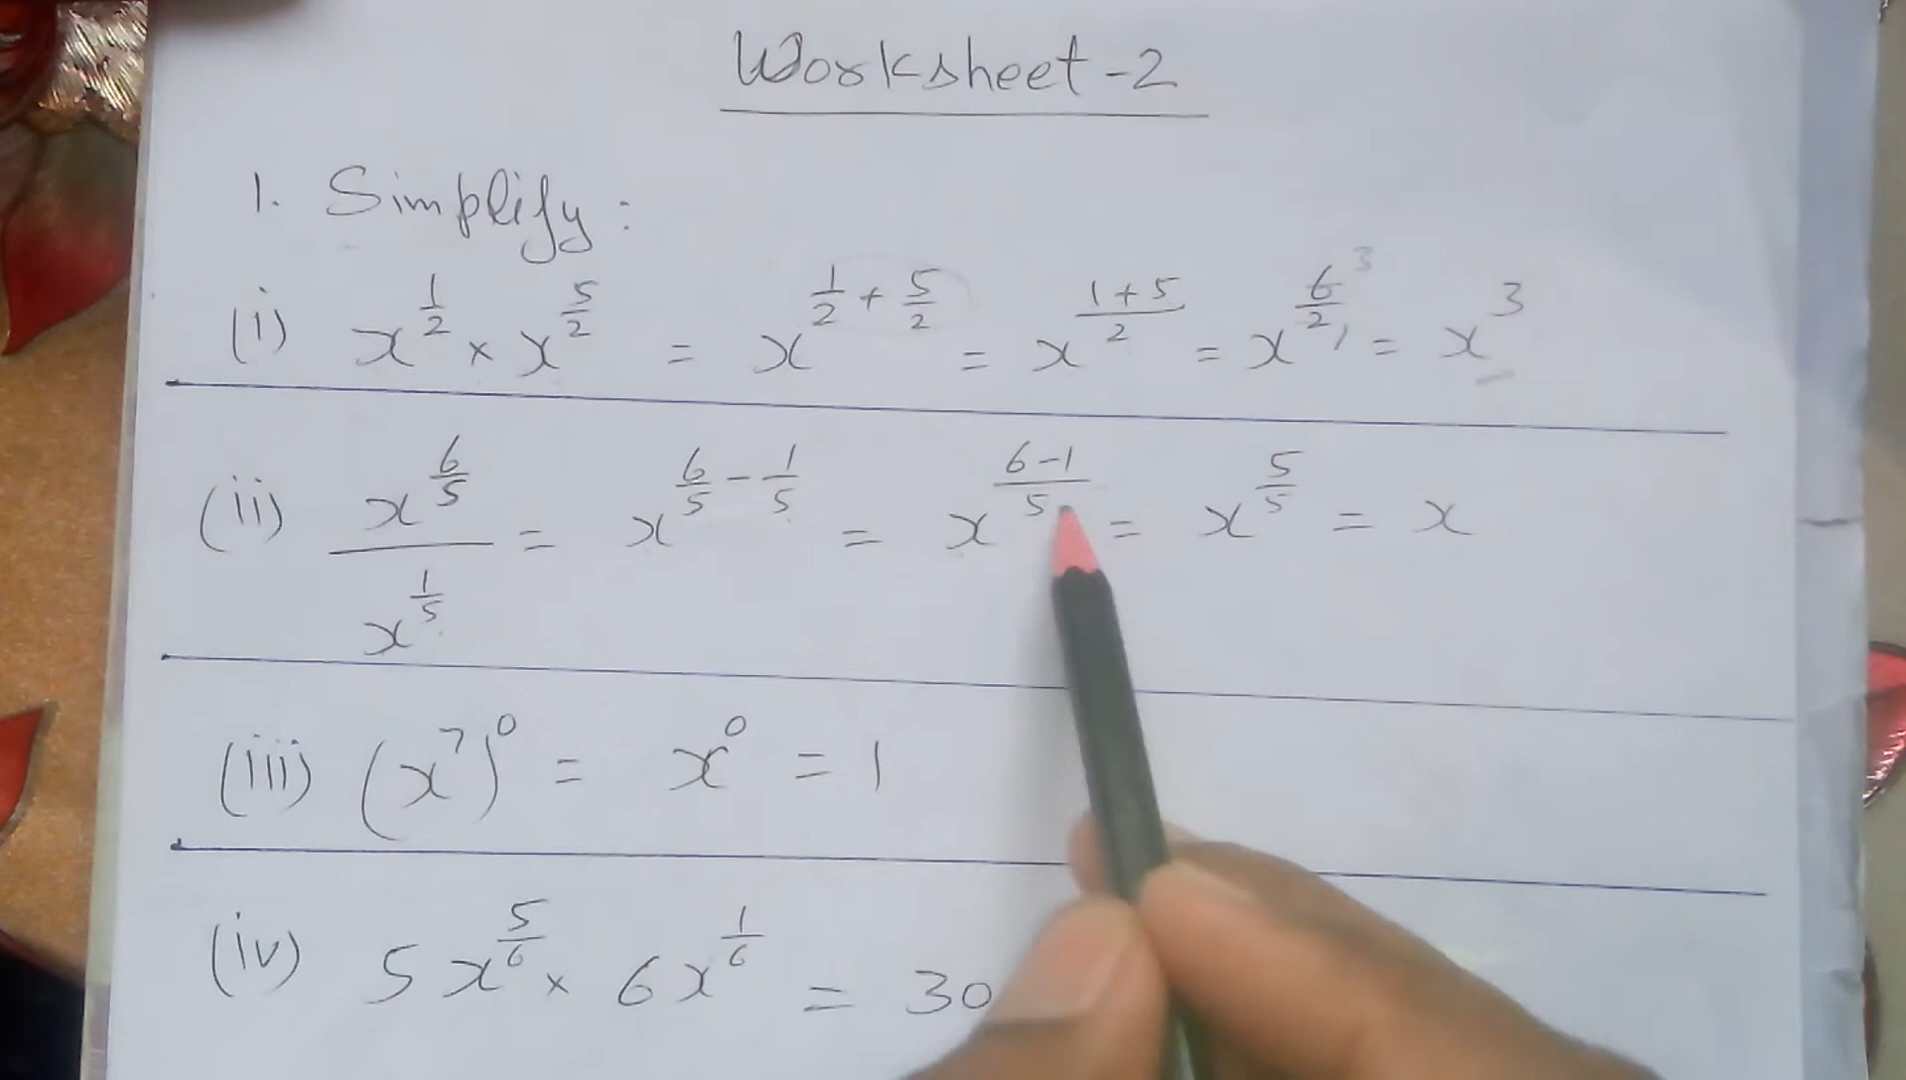 Worksheet-2
1. Simplify:
(i) x^(1/2) × x^(5/2) = x^(1/2 + 5/2) = x^((1+5)/2) = x^(6/2) 3 1 = x^3
(ii) x^(6/5) / x^(1/5) = x^(6/5 - 1/5) = x^((6-1)/5) = x^(5/5) = x
(iii) (x^7)^0 = x^0 = 1
(iv) 5x^(5/6) × 6x^(1/6) = 30